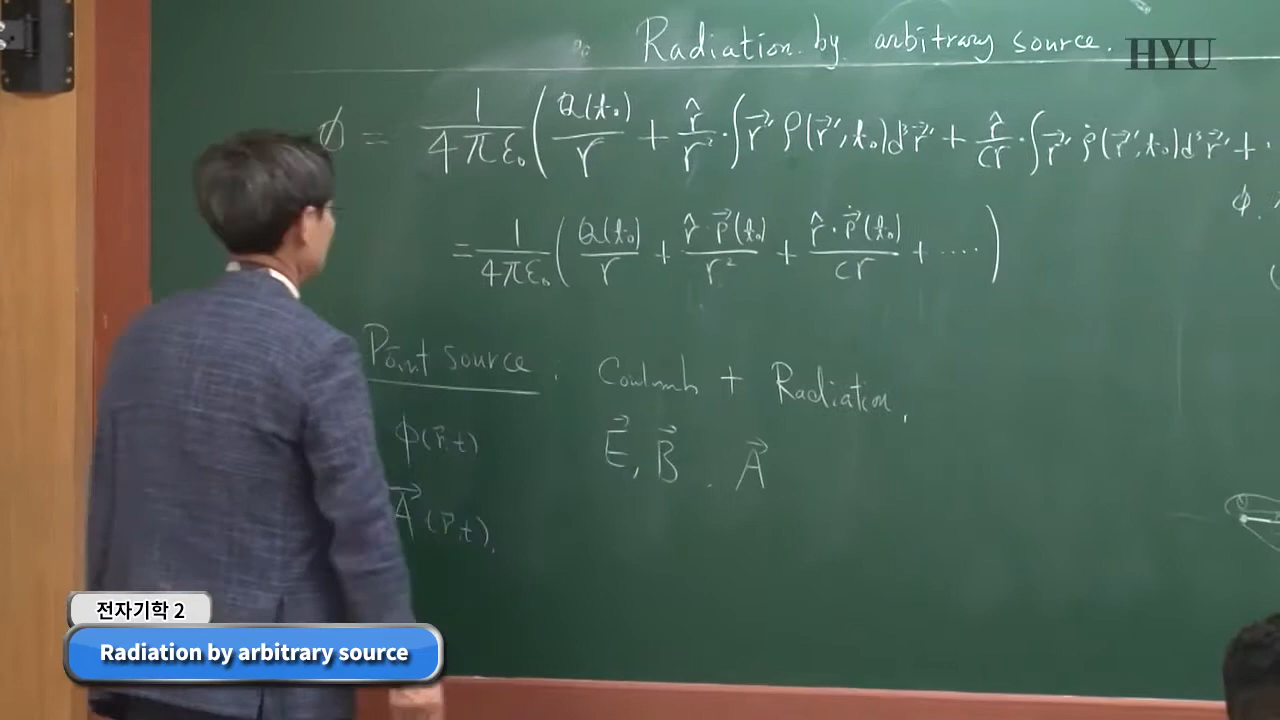 Radiation by arbitrary source.
HYU
ϕ = 1/4πε₀ ( Q(t₀)/r + r̂/r² · ∫ r⃗′ ρ(r⃗′, t₀) d³r⃗′ + r̂/cr · ∫ r⃗′ ρ̇(r⃗′, t₀) d³r⃗′ + ·
= 1/4πε₀ ( Q(t₀)/r + r̂ · p⃗(t₀)/r² + r̂ · p⃗̇(t₀)/cr + ···· )
Point source : Coulomb + Radiation.
ϕ(r⃗,t) E⃗, B⃗ . A⃗
A⃗(r⃗,t).
전자기학 2
Radiation by arbitrary source